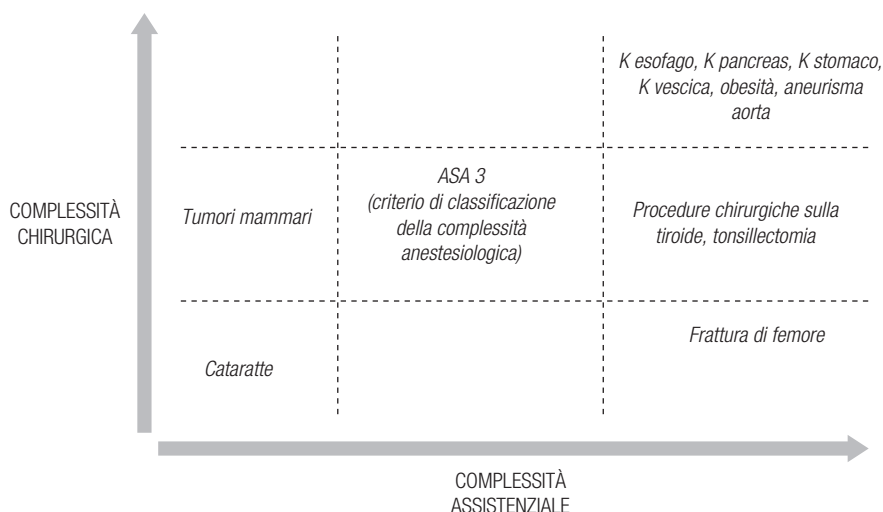 K esofago, K pancreas, K stomaco,
K vescica, obesità, aneurisma
aorta
COMPLESSITÀ
CHIRURGICA
Tumori mammari
ASA 3
(criterio di classificazione
della complessità
anestesiologica)
Procedure chirurgiche sulla
tiroide, tonsillectomia
Cataratte
Frattura di femore
COMPLESSITÀ
ASSISTENZIALE